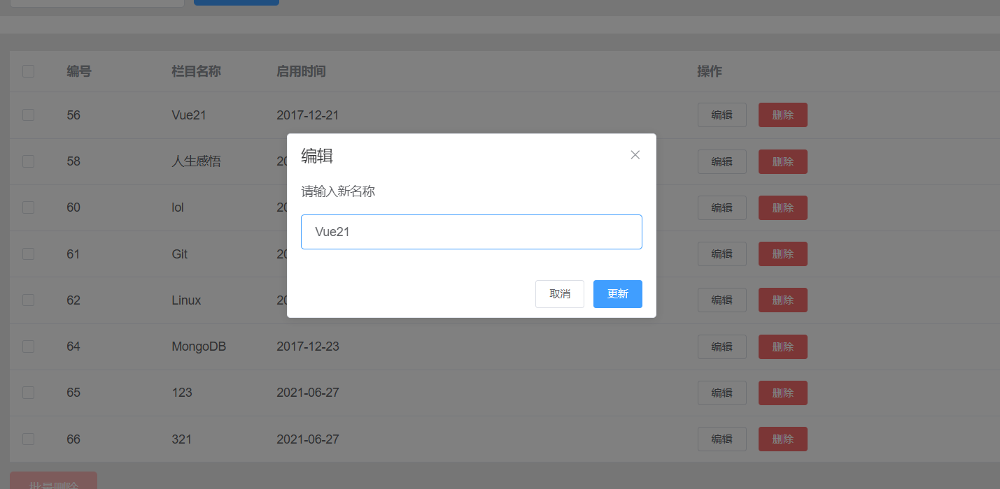 编号 栏目名称 启用时间 操作
56 Vue21 2017-12-21 编辑 删除
58 人生感悟 20 编辑 删除
编辑
请输入新名称
Vue21
取消 更新
60 lol 20 编辑 删除
61 Git 20 编辑 删除
62 Linux 20 编辑 删除
64 MongoDB 2017-12-23 编辑 删除
65 123 2021-06-27 编辑 删除
66 321 2021-06-27 编辑 删除
批量删除